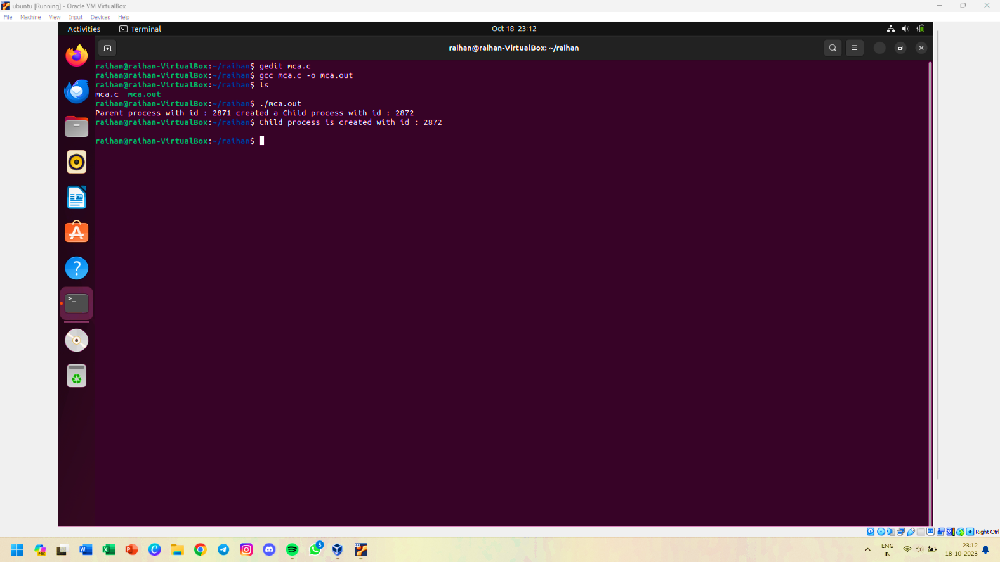 ubuntu [Running] - Oracle VM VirtualBox
File Machine View Input Devices Help
Activities Terminal Oct 18 23:12
raihan@raihan-VirtualBox: ~/raihan
raihan@raihan-VirtualBox:~/raihan$ gedit mca.c
raihan@raihan-VirtualBox:~/raihan$ gcc mca.c -o mca.out
raihan@raihan-VirtualBox:~/raihan$ ls
mca.c mca.out
raihan@raihan-VirtualBox:~/raihan$ ./mca.out
Parent process with id : 2871 created a Child process with id : 2872
raihan@raihan-VirtualBox:~/raihan$ Child process is created with id : 2872
raihan@raihan-VirtualBox:~/raihan$
Right Ctrl
ENG
IN
23:12
18-10-2023
5
PRE